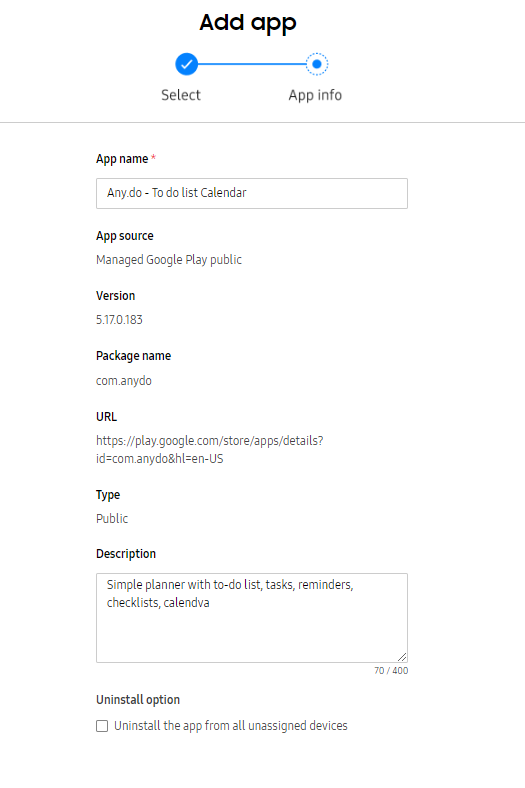 Add app
Select
App info
App name *
Any.do - To do list Calendar
App source
Managed Google Play public
Version
5.17.0.183
Package name
com.anydo
URL
https://play.google.com/store/apps/details?
id=com.anydo&hl=en-US
Type
Public
Description
Simple planner with to-do list, tasks, reminders,
checklists, calendva
70 / 400
Uninstall option
Uninstall the app from all unassigned devices